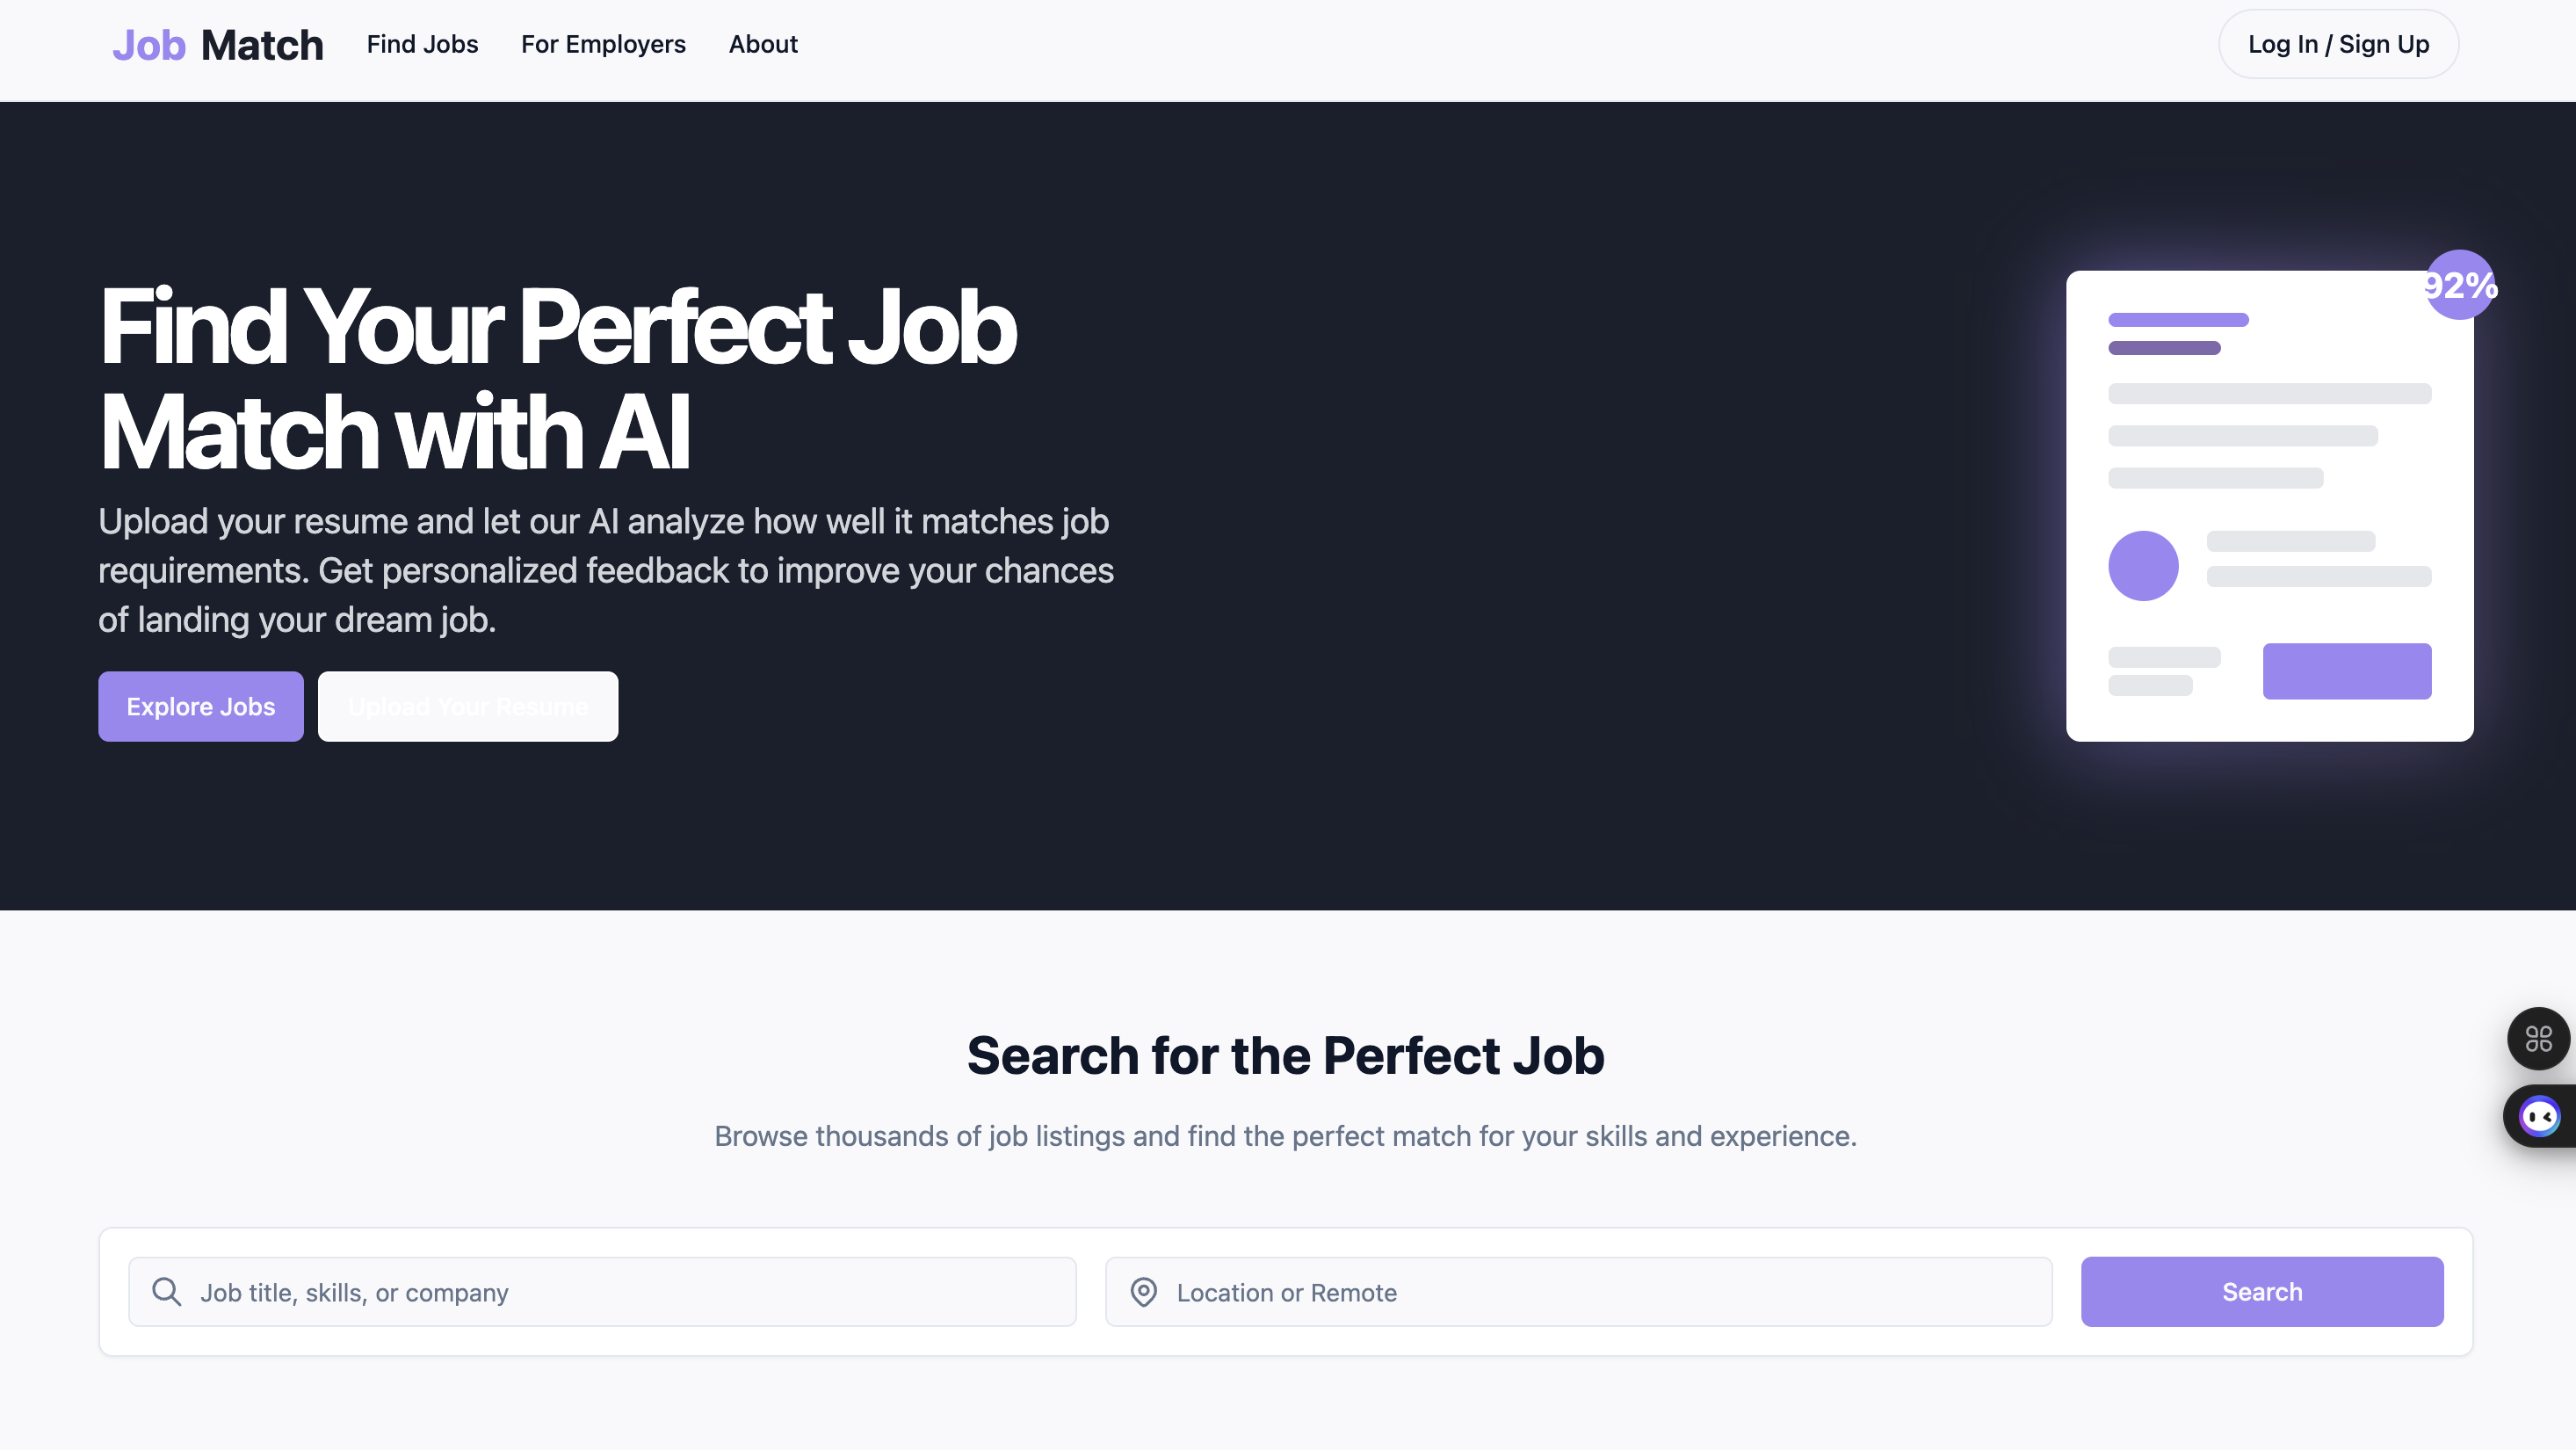 Job Match
Find Jobs
For Employers
About
Log In / Sign Up
92%
Find Your Perfect Job
Match with AI
Upload your resume and let our AI analyze how well it matches job
requirements. Get personalized feedback to improve your chances
of landing your dream job.
Explore Jobs
Upload Your Resume
Search for the Perfect Job
Browse thousands of job listings and find the perfect match for your skills and experience.
Job title, skills, or company
Location or Remote
Search